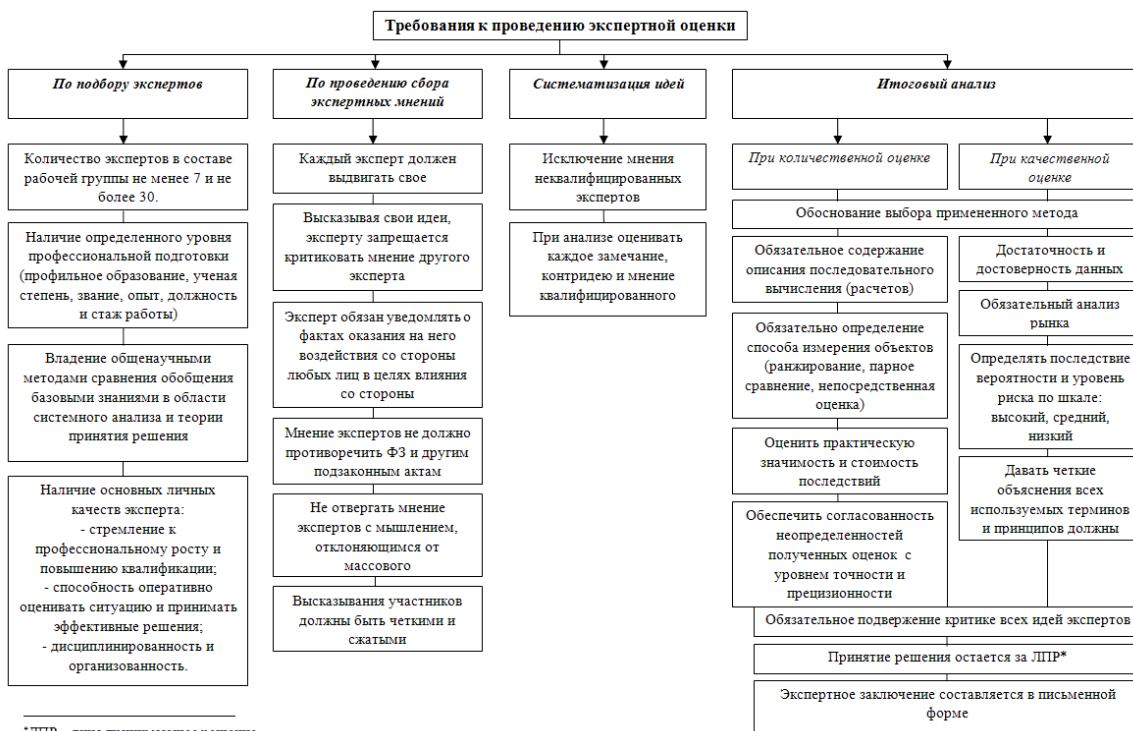 Требования к проведению экспертной оценки
По подбору экспертов
Количество экспертов в составе
рабочей группы не менее 7 и не
более 30.
Наличие определенного уровня
профессиональной подготовки
(профильное образование, ученая
степень, звание, опыт, должность
и стаж работы)
Владение общенаучными
методами сравнения обобщения
базовыми знаниями в области
системного анализа и теории
принятия решения
Наличие основных личных
качеств эксперта:
- стремление к
профессиональному росту и
повышению квалификации;
- способность оперативно
оценивать ситуацию и принимать
эффективные решения;
- дисциплинированность и
организованность.
По проведению сбора
экспертных мнений
Каждый эксперт должен
выдвигать свое
Высказывая свои идеи,
эксперту запрещается
критиковать мнение другого
эксперта
Эксперт обязан уведомлять о
фактах оказания на него
воздействия со стороны
любых лиц в целях влияния
со стороны
Мнение экспертов не должно
противоречить ФЗ и другим
подзаконным актам
Не отвергать мнение
экспертов с мышлением,
отклоняющимся от
массового
Высказывания участников
должны быть четкими и
сжатыми
Систематизация идей
Исключение мнения
неквалифицированных
экспертов
При анализе оценивать
каждое замечание,
контридею и мнение
квалифицированного
Итоговый анализ
При количественной оценке
При качественной
оценке
Обоснование выбора примененного метода
Обязательное содержание
описания последовательного
вычисления (расчетов)
Обязательно определение
способа измерения объектов
(ранжирование, парное
сравнение, непосредственная
оценка)
Оценить практическую
значимость и стоимость
последствий
Обеспечить согласованность
неопределенностей
полученных оценок с
уровнем точности и
прецизионности
Достаточность и
достоверность данных
Обязательный анализ
рынка
Определять последствие
вероятности и уровень
риска по шкале:
высокий, средний,
низкий
Давать четкие
объяснения всех
используемых терминов
и принципов должны
Обязательное подвержение критике всех идей экспертов
Принятие решения остается за ЛПР*
Экспертное заключение составляется в письменной
форме